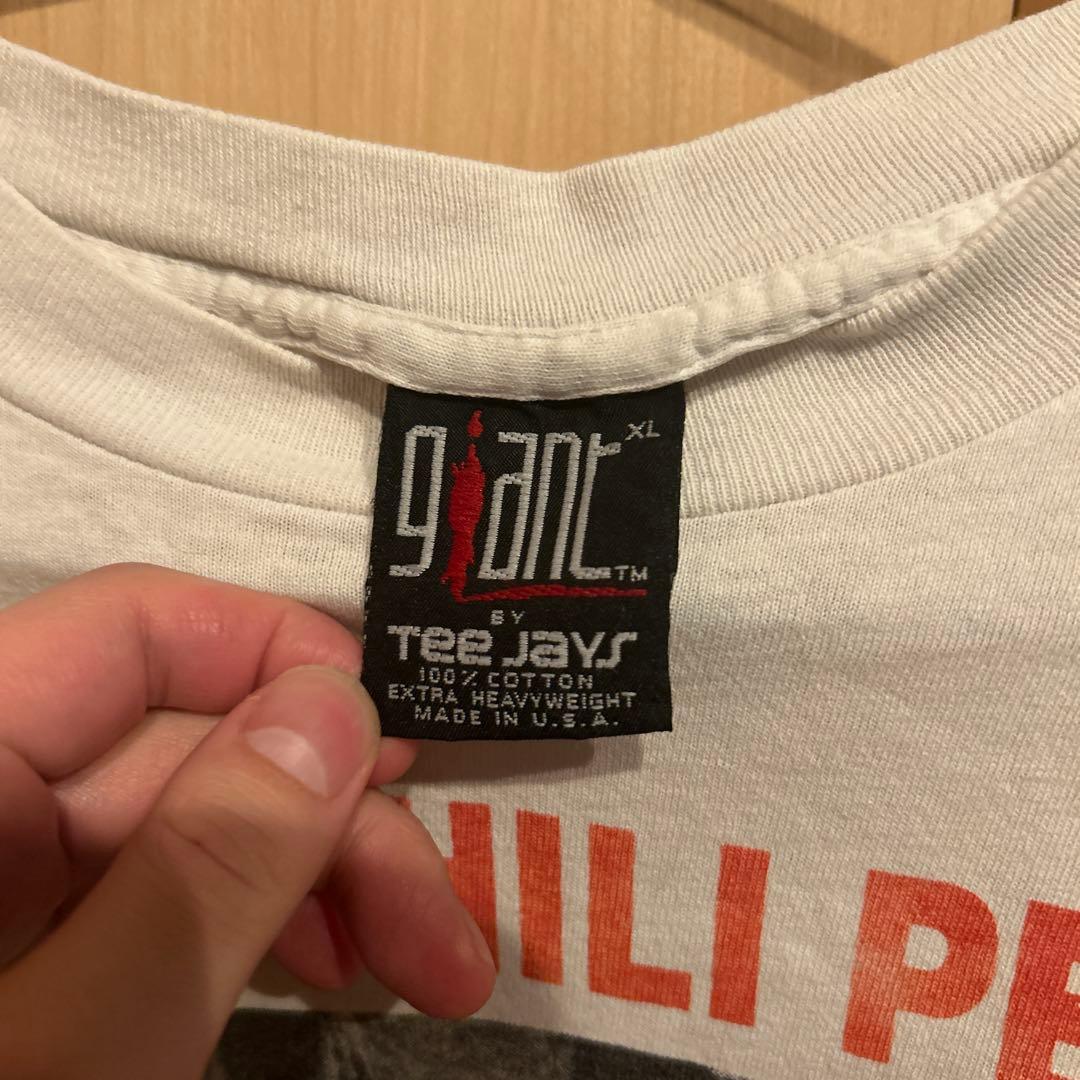 giant XL
TM
BY
Tee Jays
100% COTTON
EXTRA HEAVYWEIGHT
MADE IN U.S.A.
HILI PE